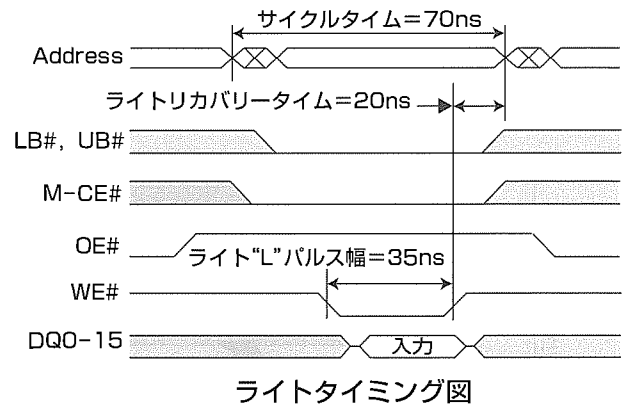 サイクルタイム=70ns
Address
ライトリカバリータイム=20ns
LB#, UB#
M-CE#
OE#
ライト“L”パルス幅=35ns
WE#
DQ0-15
入力
ライトタイミング図